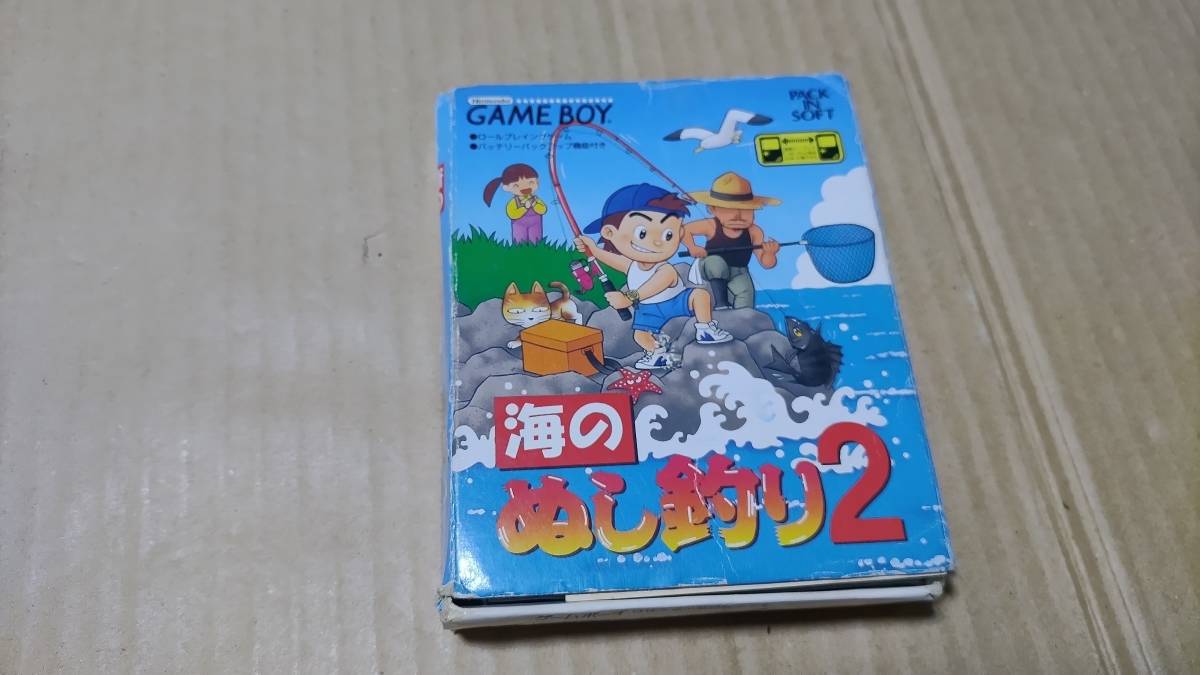 Nintendo
GAME BOY
●ロールプレイングゲーム
●バッテリーバックアップ機能付き
PACK
IN
SOFT
海の
ぬし釣り2